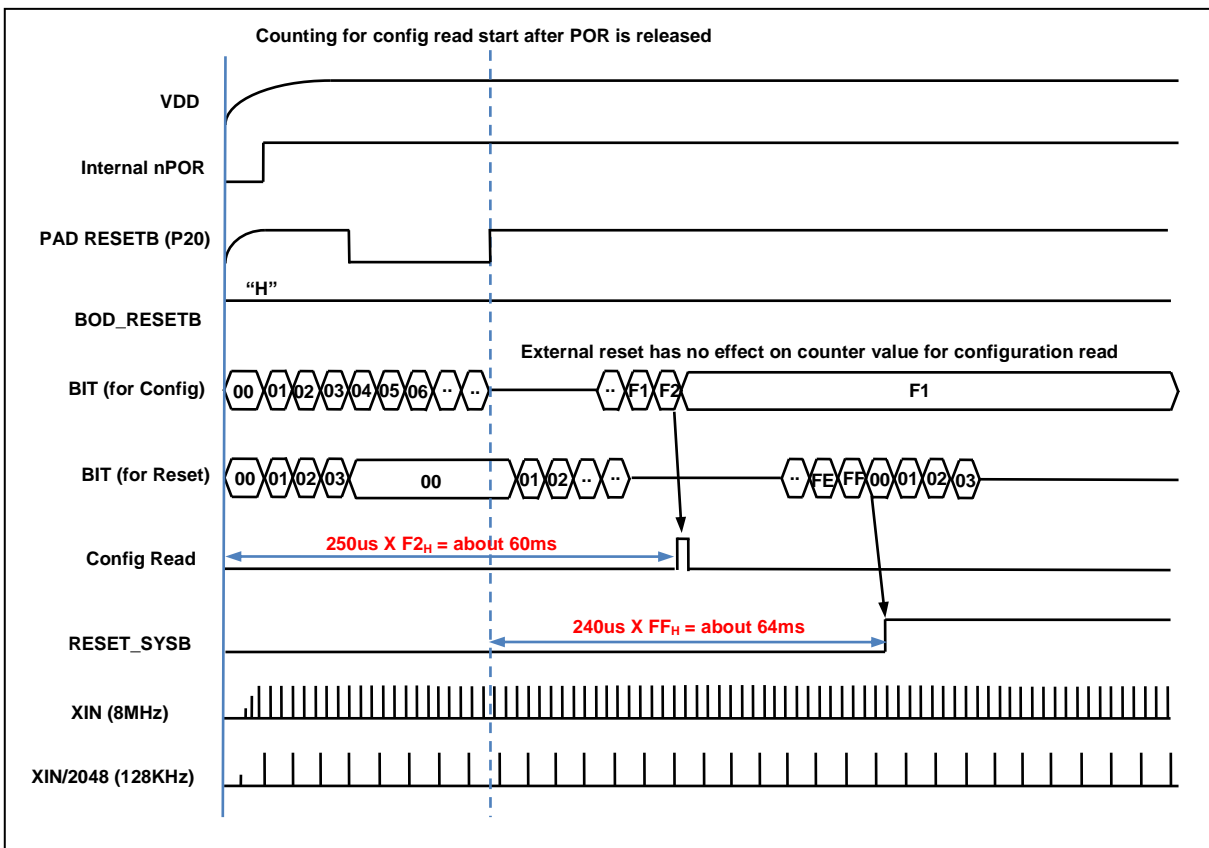 Counting for config read start after POR is released
VDD
Internal nPOR
PAD RESETB (P20)
“H”
BOD_RESETB
External reset has no effect on counter value for configuration read
BIT (for Config) 00 01 02 03 04 05 06 ·· ·· ·· F1 F2 F1
BIT (for Reset) 00 01 02 03 00 01 02 ·· ·· ·· FE FF 00 01 02 03
250us X F2H = about 60ms
Config Read
240us X FFH = about 64ms
RESET_SYSB
XIN (8MHz)
XIN/2048 (128KHz)